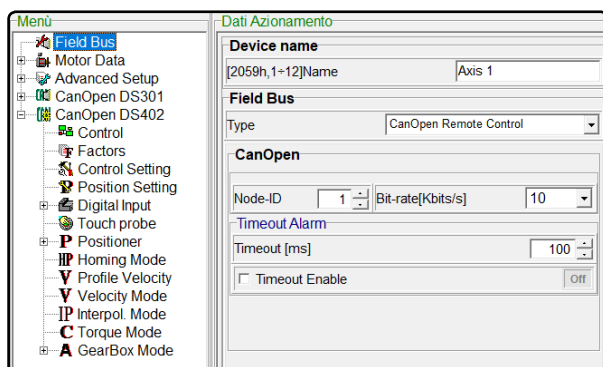 Menù
Field Bus
Motor Data
Advanced Setup
CanOpen DS301
CanOpen DS402
Control
Factors
Control Setting
Position Setting
Digital Input
Touch probe
P Positioner
HP Homing Mode
V Profile Velocity
V Velocity Mode
IP Interpol. Mode
C Torque Mode
A GearBox Mode
Dati Azionamento
Device name
[2059h,1÷12]Name Axis 1
Field Bus
Type CanOpen Remote Control
CanOpen
Node-ID 1 Bit-rate[Kbits/s] 10
Timeout Alarm
Timeout [ms] 100
Timeout Enable Off